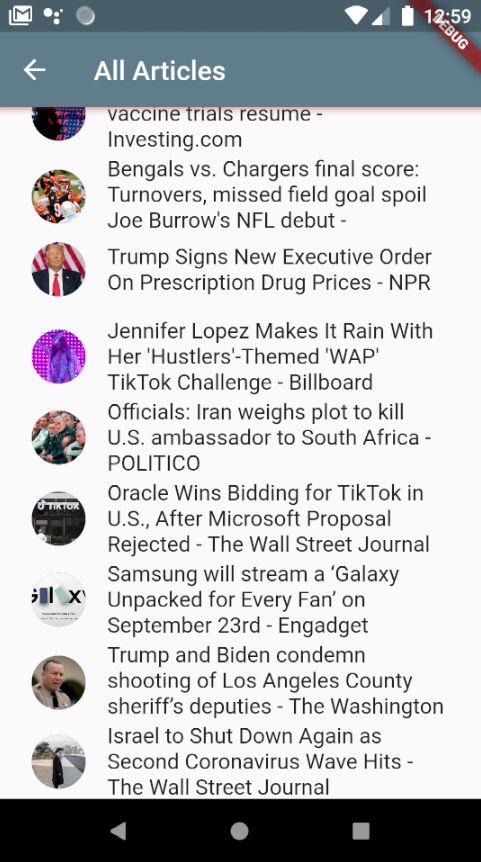 12:59
DEBUG
All Articles
vaccine trials resume -
Investing.com
Bengals vs. Chargers final score:
Turnovers, missed field goal spoil
Joe Burrow's NFL debut -
Trump Signs New Executive Order
On Prescription Drug Prices - NPR
Jennifer Lopez Makes It Rain With
Her 'Hustlers'-Themed 'WAP'
TikTok Challenge - Billboard
Officials: Iran weighs plot to kill
U.S. ambassador to South Africa -
POLITICO
TIKTOK
Oracle Wins Bidding for TikTok in
U.S., After Microsoft Proposal
Rejected - The Wall Street Journal
Samsung will stream a ‘Galaxy
Unpacked for Every Fan’ on
September 23rd - Engadget
Trump and Biden condemn
shooting of Los Angeles County
sheriff’s deputies - The Washington
Israel to Shut Down Again as
Second Coronavirus Wave Hits -
The Wall Street Journal